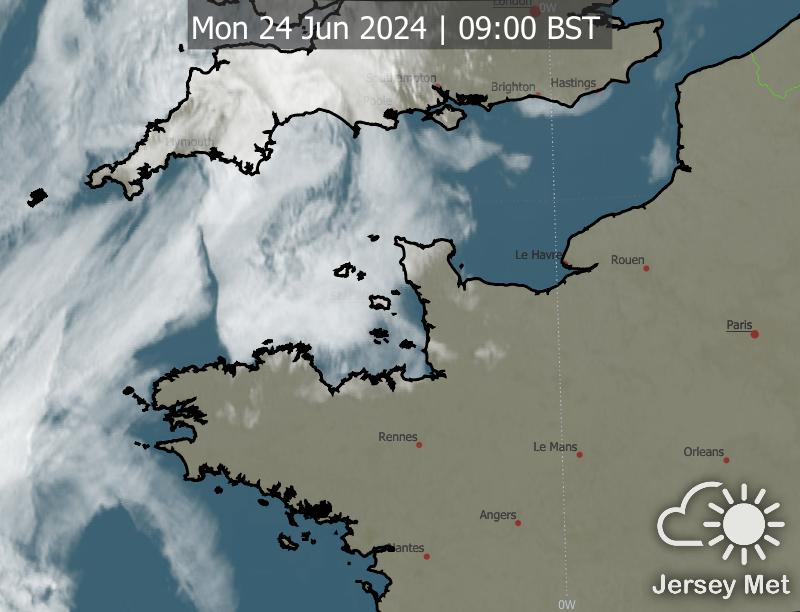 London
0W
Mon 24 Jun 2024 | 09:00 BST
Southampton
Brighton
Hastings
Poole
Plymouth
Le Havre
Rouen
Paris
Rennes
Le Mans
Orleans
Angers
Nantes
Jersey Met
0W